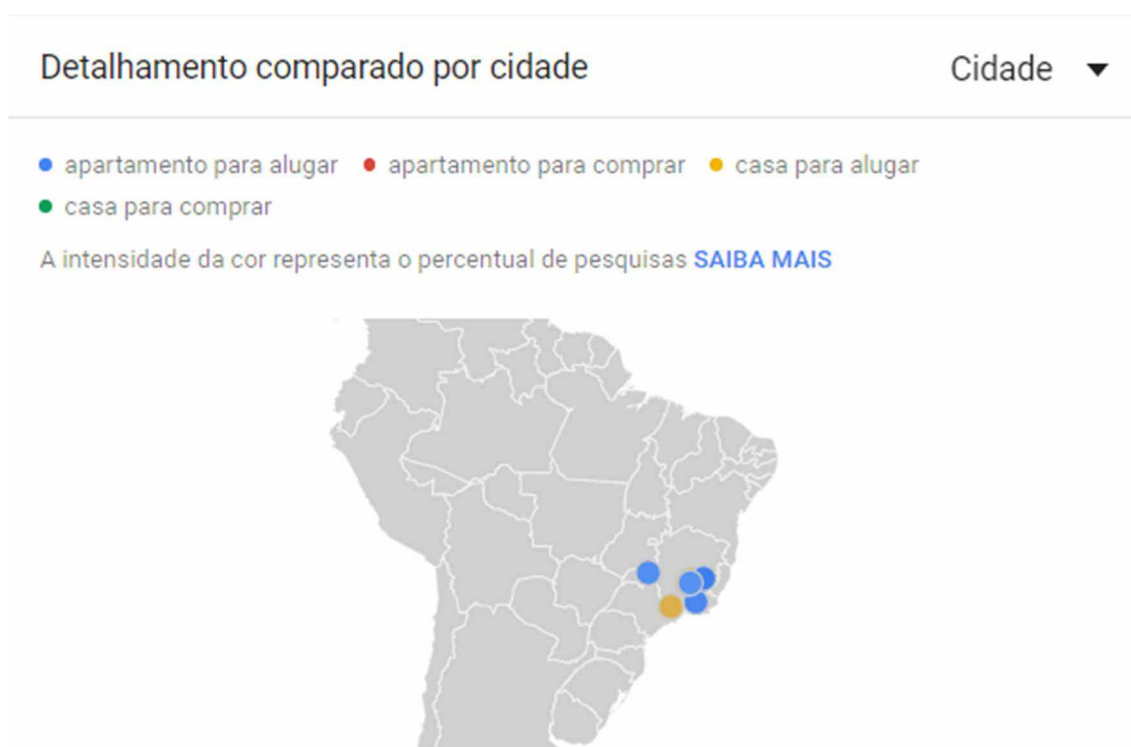 Detalhamento comparado por cidade
Cidade
apartamento para alugar apartamento para comprar casa para alugar
casa para comprar
A intensidade da cor representa o percentual de pesquisas SAIBA MAIS